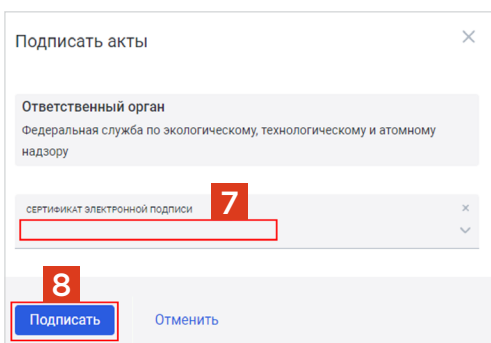 Подписать акты
Ответственный орган
Федеральная служба по экологическому, технологическому и атомному
надзору
7
СЕРТИФИКАТ ЭЛЕКТРОННОЙ ПОДПИСИ
8
Подписать Отменить